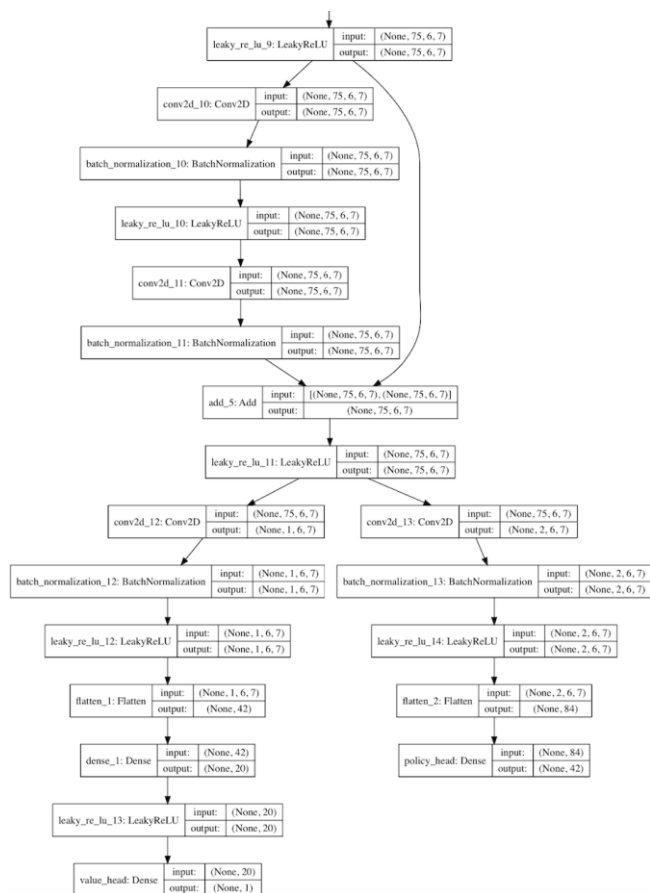 leaky_re_lu_9: LeakyReLU input: (None, 75, 6, 7)
output: (None, 75, 6, 7)
conv2d_10: Conv2D input: (None, 75, 6, 7)
output: (None, 75, 6, 7)
batch_normalization_10: BatchNormalization input: (None, 75, 6, 7)
output: (None, 75, 6, 7)
leaky_re_lu_10: LeakyReLU input: (None, 75, 6, 7)
output: (None, 75, 6, 7)
conv2d_11: Conv2D input: (None, 75, 6, 7)
output: (None, 75, 6, 7)
batch_normalization_11: BatchNormalization input: (None, 75, 6, 7)
output: (None, 75, 6, 7)
add_5: Add input: [(None, 75, 6, 7), (None, 75, 6, 7)]
output: (None, 75, 6, 7)
leaky_re_lu_11: LeakyReLU input: (None, 75, 6, 7)
output: (None, 75, 6, 7)
conv2d_12: Conv2D input: (None, 75, 6, 7)
output: (None, 1, 6, 7)
conv2d_13: Conv2D input: (None, 75, 6, 7)
output: (None, 2, 6, 7)
batch_normalization_12: BatchNormalization input: (None, 1, 6, 7)
output: (None, 1, 6, 7)
batch_normalization_13: BatchNormalization input: (None, 2, 6, 7)
output: (None, 2, 6, 7)
leaky_re_lu_12: LeakyReLU input: (None, 1, 6, 7)
output: (None, 1, 6, 7)
leaky_re_lu_14: LeakyReLU input: (None, 2, 6, 7)
output: (None, 2, 6, 7)
flatten_1: Flatten input: (None, 1, 6, 7)
output: (None, 42)
flatten_2: Flatten input: (None, 2, 6, 7)
output: (None, 84)
dense_1: Dense input: (None, 42)
output: (None, 20)
policy_head: Dense input: (None, 84)
output: (None, 42)
leaky_re_lu_13: LeakyReLU input: (None, 20)
output: (None, 20)
value_head: Dense input: (None, 20)
output: (None, 1)